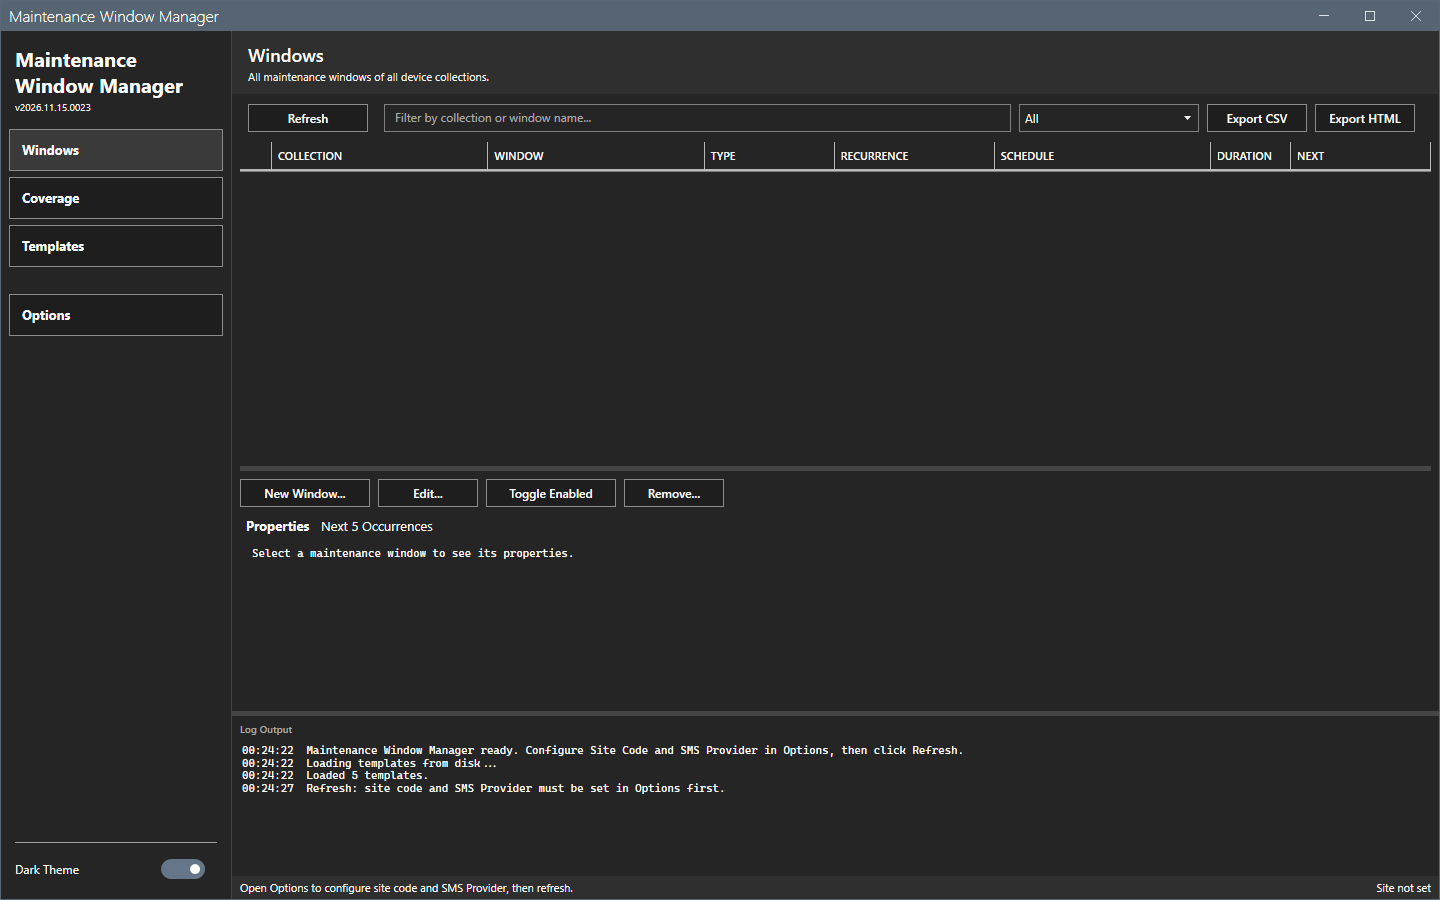 Maintenance Window Manager
Maintenance
Window Manager
v2026.11.15.0023
Windows
Coverage
Templates
Options
Dark Theme
Windows
All maintenance windows of all device collections.
Refresh
Filter by collection or window name...
All
Export CSV
Export HTML
COLLECTION
WINDOW
TYPE
RECURRENCE
SCHEDULE
DURATION
NEXT
New Window...
Edit...
Toggle Enabled
Remove...
Properties
Next 5 Occurrences
Select a maintenance window to see its properties.
Log Output
00:24:22  Maintenance Window Manager ready. Configure Site Code and SMS Provider in Options, then click Refresh.
00:24:22  Loading templates from disk...
00:24:22  Loaded 5 templates.
00:24:27  Refresh: site code and SMS Provider must be set in Options first.
Open Options to configure site code and SMS Provider, then refresh.
Site not set